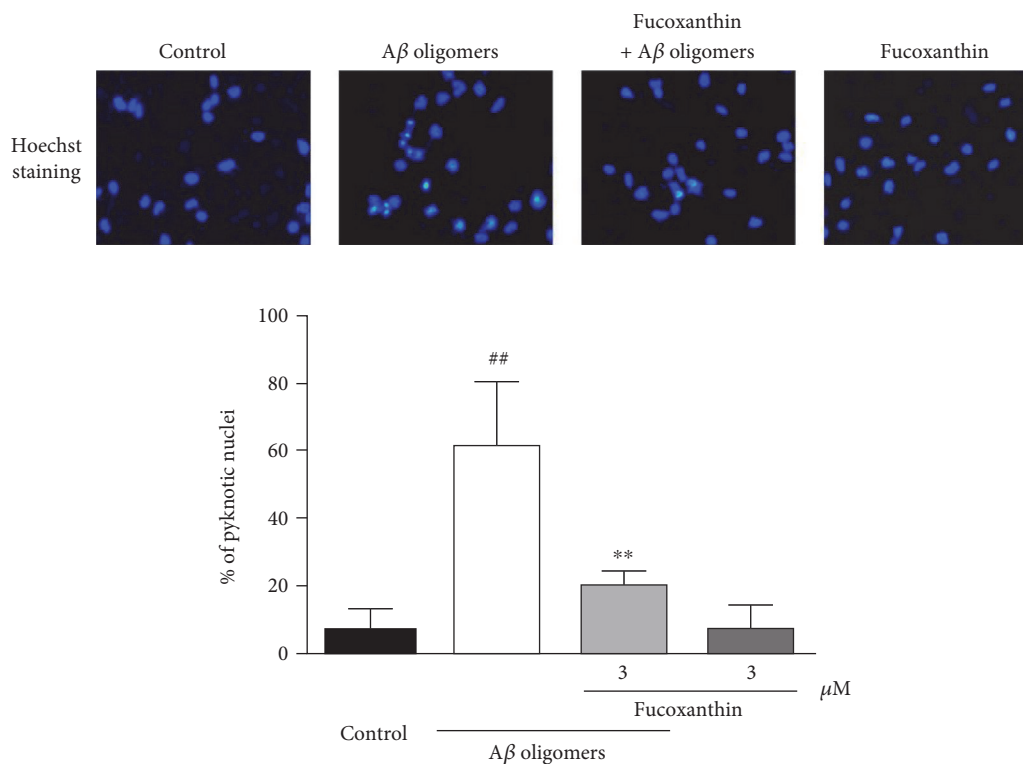 Control
Aβ oligomers
Fucoxanthin
+ Aβ oligomers
Fucoxanthin
Hoechst
staining
% of pyknotic nuclei
100
80
60
40
20
0
##
**
3
3
μM
Fucoxanthin
Control
Aβ oligomers